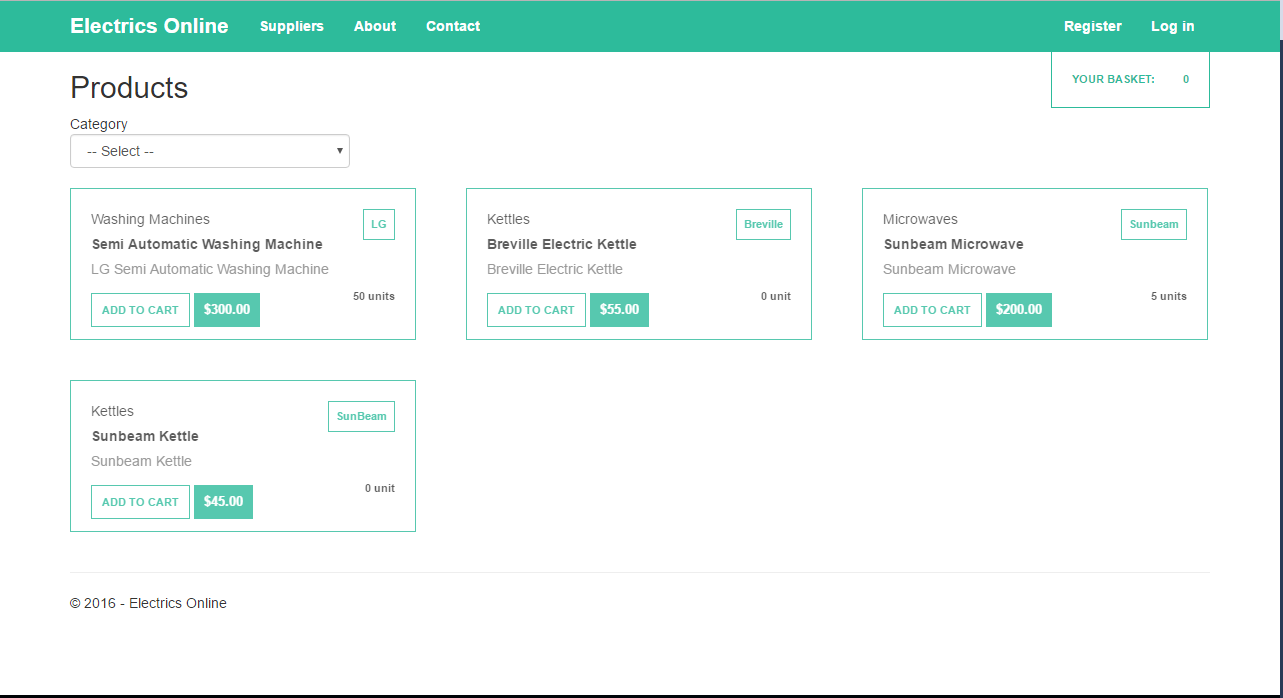 Electrics Online Suppliers About Contact Register Log in
YOUR BASKET: 0
Products
Category
-- Select --
Washing Machines LG
Semi Automatic Washing Machine
LG Semi Automatic Washing Machine
ADD TO CART $300.00 50 units
Kettles Breville
Breville Electric Kettle
Breville Electric Kettle
ADD TO CART $55.00 0 unit
Microwaves Sunbeam
Sunbeam Microwave
Sunbeam Microwave
ADD TO CART $200.00 5 units
Kettles SunBeam
Sunbeam Kettle
Sunbeam Kettle
ADD TO CART $45.00 0 unit
© 2016 - Electrics Online